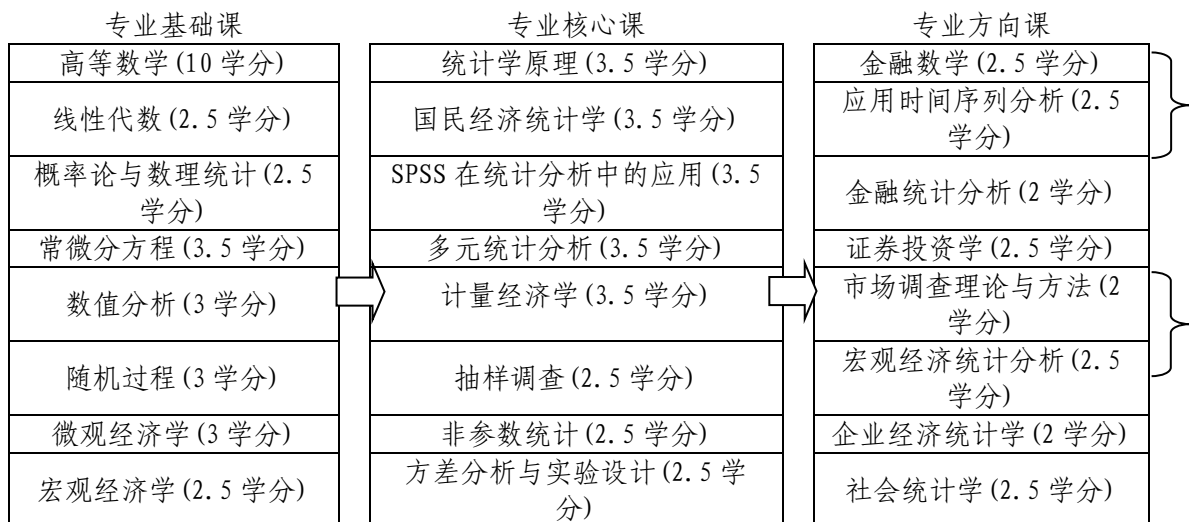 专业基础课
高等数学(10 学分)
线性代数(2.5 学分)
概率论与数理统计(2.5
学分)
常微分方程(3.5 学分)
数值分析(3 学分)
随机过程(3 学分)
微观经济学(3 学分)
宏观经济学(2.5 学分)
专业核心课
统计学原理(3.5 学分)
国民经济统计学(3.5 学分)
SPSS 在统计分析中的应用(3.5
学分)
多元统计分析(3.5 学分)
计量经济学(3.5 学分)
抽样调查(2.5 学分)
非参数统计(2.5 学分)
方差分析与实验设计(2.5 学
分)
专业方向课
金融数学(2.5 学分)
应用时间序列分析(2.5
学分)
金融统计分析(2 学分)
证券投资学(2.5 学分)
市场调查理论与方法(2
学分)
宏观经济统计分析(2.5
学分)
企业经济统计学(2 学分)
社会统计学(2.5 学分)